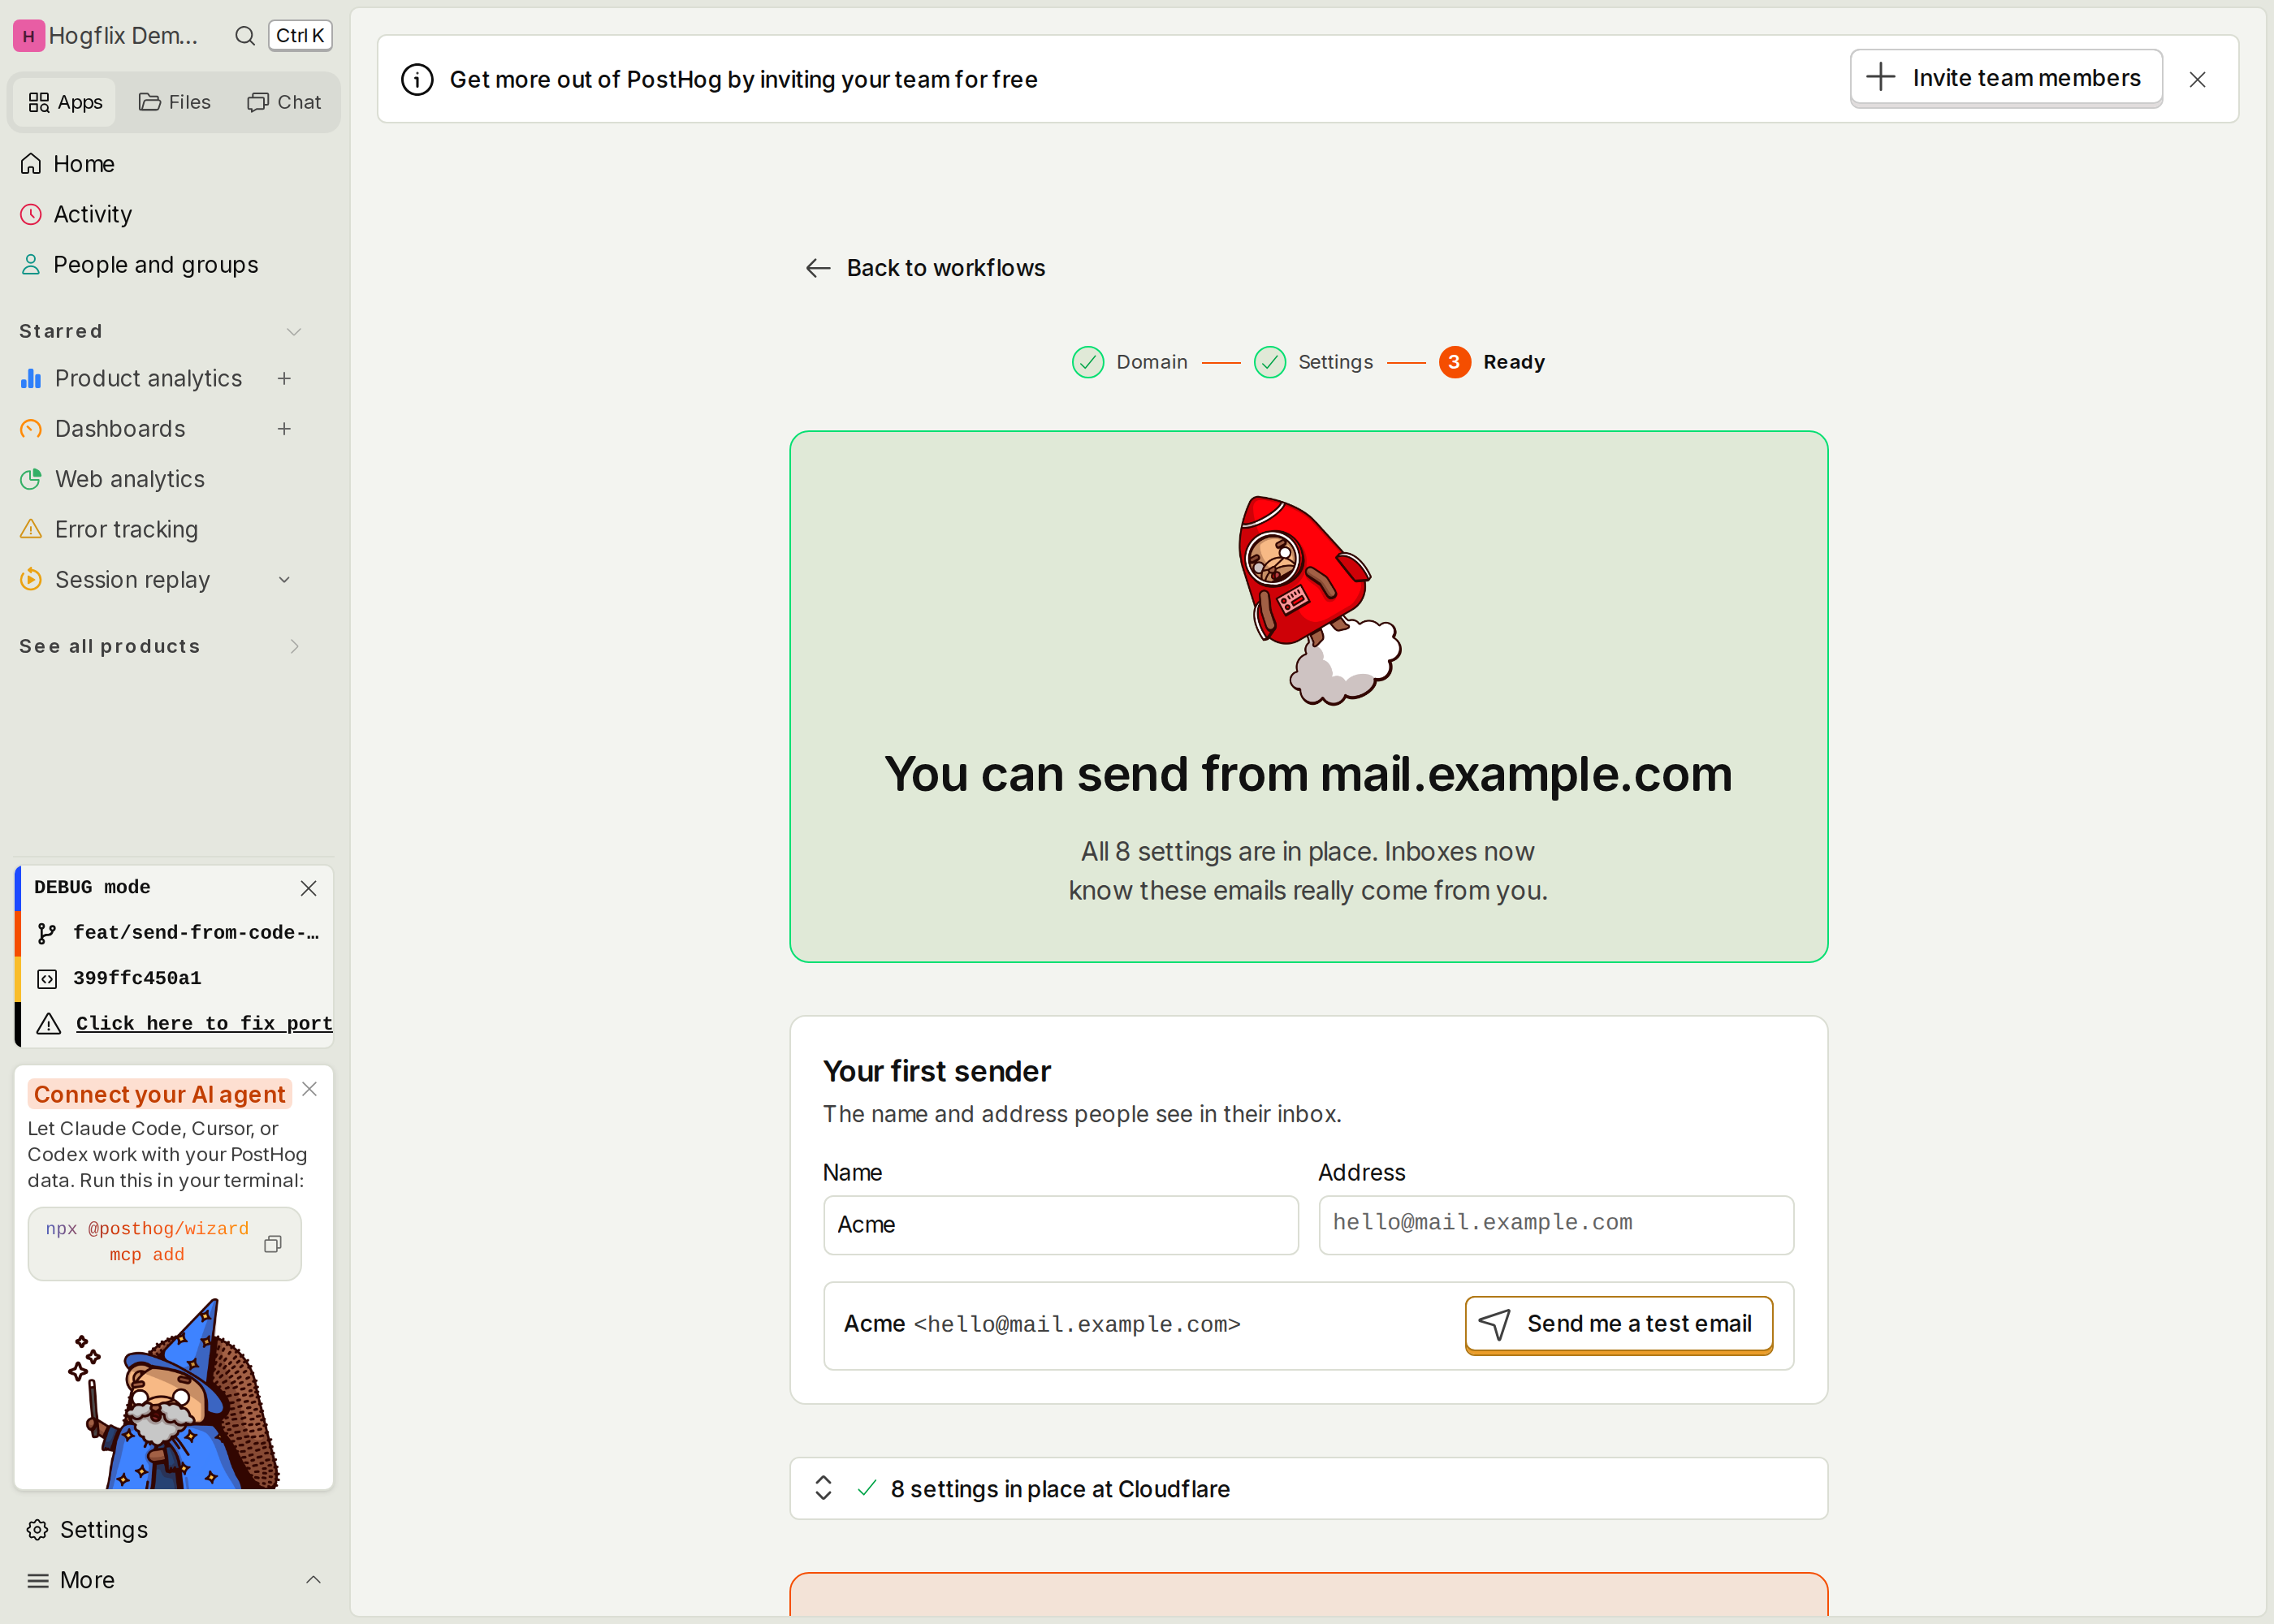 H Hogflix Dem...
Ctrl K
Apps
Files
Chat
Home
Activity
People and groups
Starred
Product analytics
Dashboards
Web analytics
Error tracking
Session replay
See all products
DEBUG mode
feat/send-from-code-…
399ffc450a1
Click here to fix port
Connect your AI agent
Let Claude Code, Cursor, or
Codex work with your PostHog
data. Run this in your terminal:
npx @posthog/wizard
mcp add
Settings
More
Get more out of PostHog by inviting your team for free
Invite team members
Back to workflows
Domain
Settings
3 Ready
You can send from mail.example.com
All 8 settings are in place. Inboxes now
know these emails really come from you.
Your first sender
The name and address people see in their inbox.
Name
Address
Acme
hello@mail.example.com
Acme <hello@mail.example.com>
Send me a test email
8 settings in place at Cloudflare